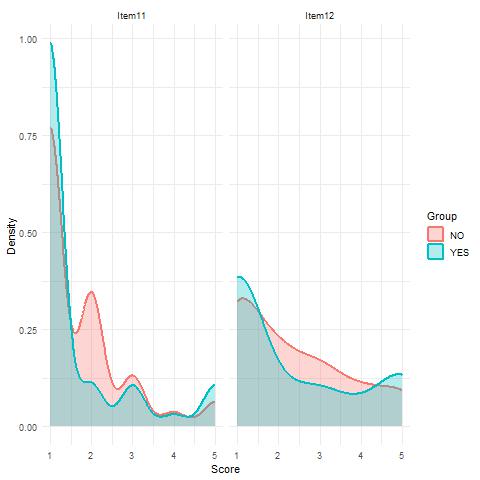 Item11 Item12
1.00
0.75
0.50
0.25
0.00
Density
1 2 3 4 5 1 2 3 4 5
Score
Group
NO
YES